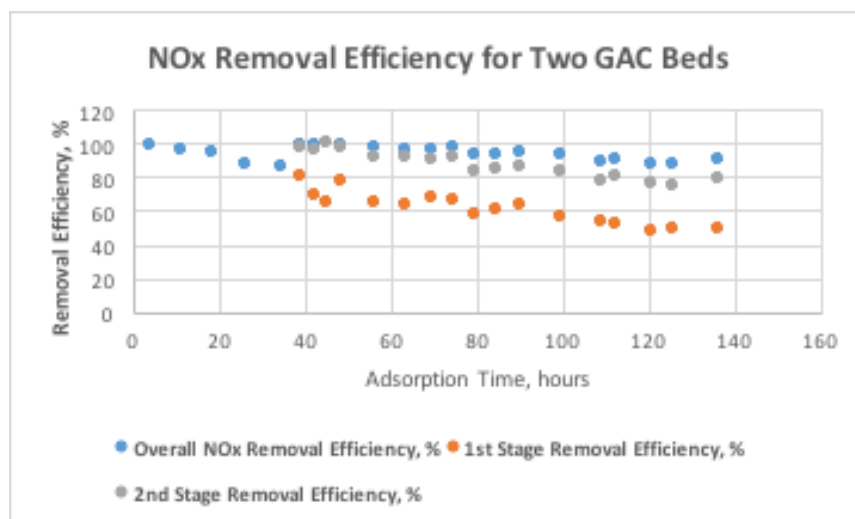 NOx Removal Efficiency for Two GAC Beds
Removal Efficiency, %
120
100
80
60
40
20
0
0 20 40 60 80 100 120 140 160
Adsorption Time, hours
Overall NOx Removal Efficiency, % 1st Stage Removal Efficiency, %
2nd Stage Removal Efficiency, %